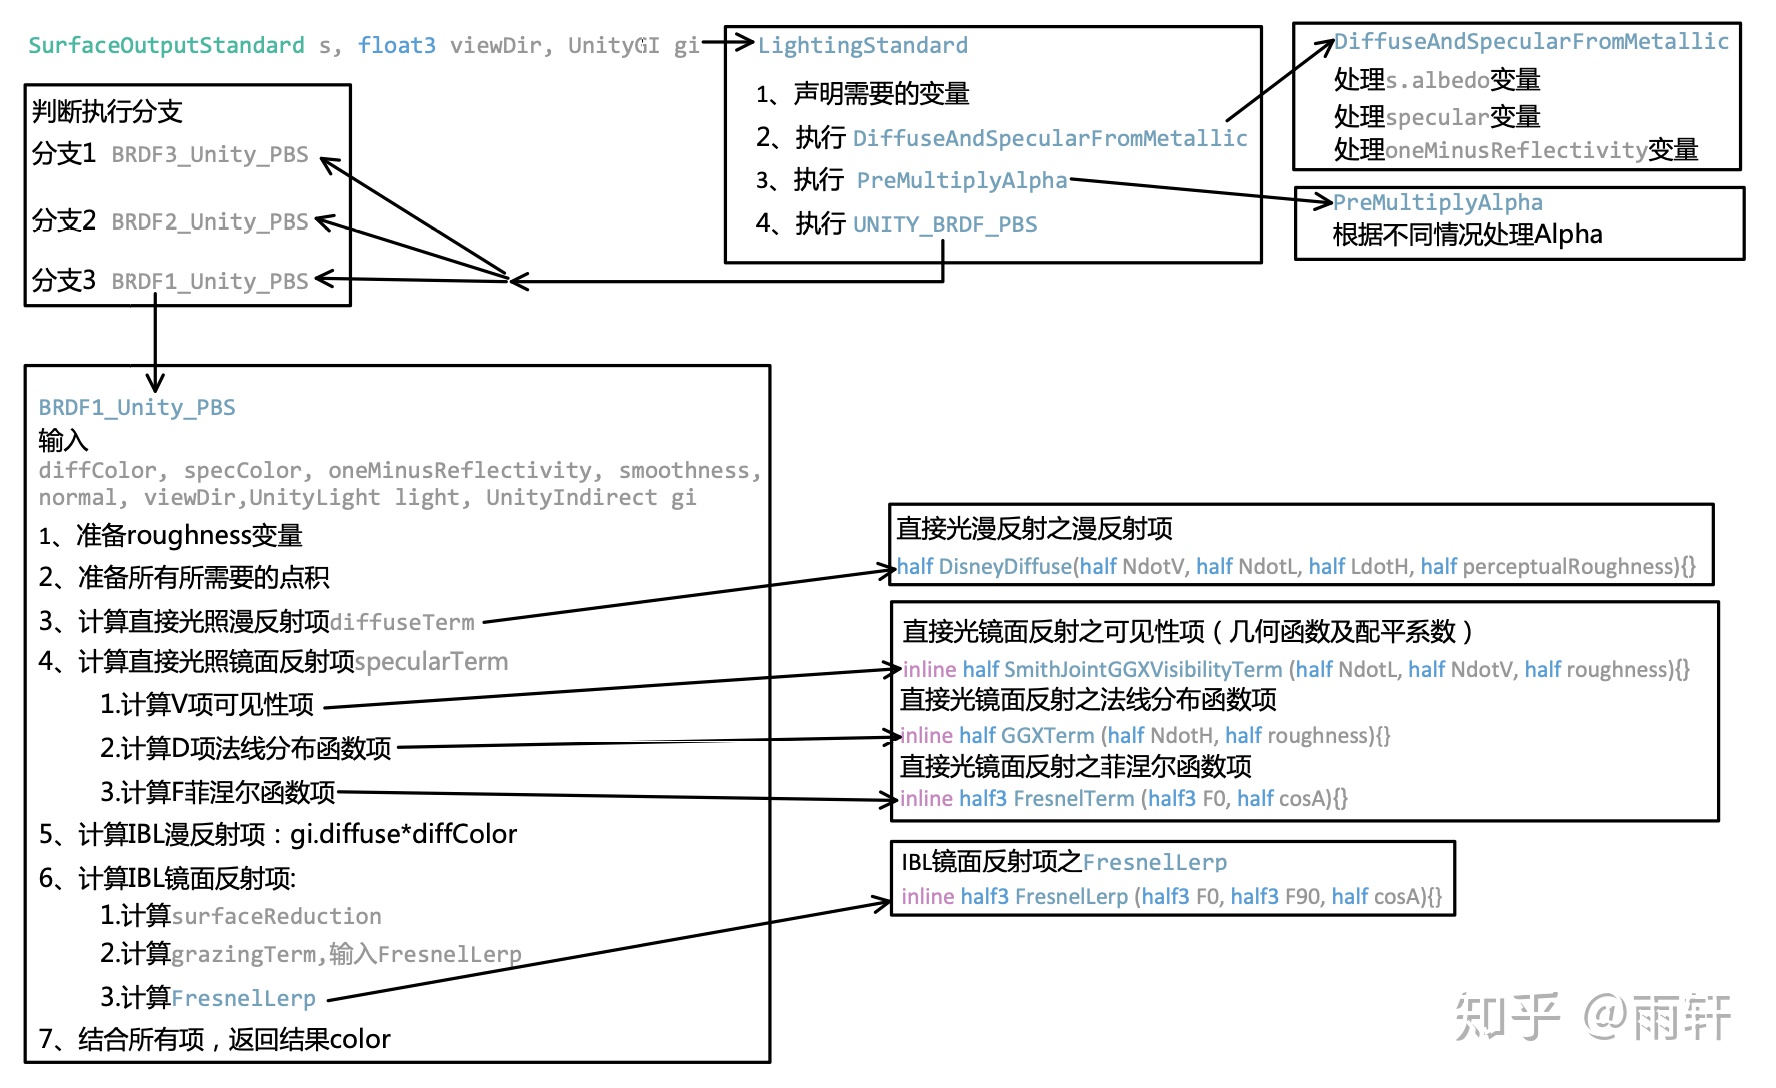 SurfaceOutputStandard s, float3 viewDir, UnityGI gi
LightingStandard
1、声明需要的变量
2、执行 DiffuseAndSpecularFromMetallic
3、执行 PreMultiplyAlpha
4、执行 UNITY_BRDF_PBS
DiffuseAndSpecularFromMetallic
处理s.albedo变量
处理specular变量
处理oneMinusReflectivity变量
PreMultiplyAlpha
根据不同情况处理Alpha
判断执行分支
分支1 BRDF3_Unity_PBS
分支2 BRDF2_Unity_PBS
分支3 BRDF1_Unity_PBS
BRDF1_Unity_PBS
输入
diffColor, specColor, oneMinusReflectivity, smoothness,
normal, viewDir,UnityLight light, UnityIndirect gi
1、准备roughness变量
2、准备所有所需要的点积
3、计算直接光照漫反射项diffuseTerm
4、计算直接光照镜面反射项specularTerm
1.计算V项可见性项
2.计算D项法线分布函数项
3.计算F菲涅尔函数项
5、计算IBL漫反射项：gi.diffuse*diffColor
6、计算IBL镜面反射项:
1.计算surfaceReduction
2.计算grazingTerm,输入FresnelLerp
3.计算FresnelLerp
7、结合所有项，返回结果color
直接光漫反射之漫反射项
half DisneyDiffuse(half NdotV, half NdotL, half LdotH, half perceptualRoughness){}
直接光镜面反射之可见性项（几何函数及配平系数）
inline half SmithJointGGXVisibilityTerm (half NdotL, half NdotV, half roughness){}
直接光镜面反射之法线分布函数项
inline half GGXTerm (half NdotH, half roughness){}
直接光镜面反射之菲涅尔函数项
inline half3 FresnelTerm (half3 F0, half cosA){}
IBL镜面反射项之FresnelLerp
inline half3 FresnelLerp (half3 F0, half3 F90, half cosA){}
知乎 @雨轩